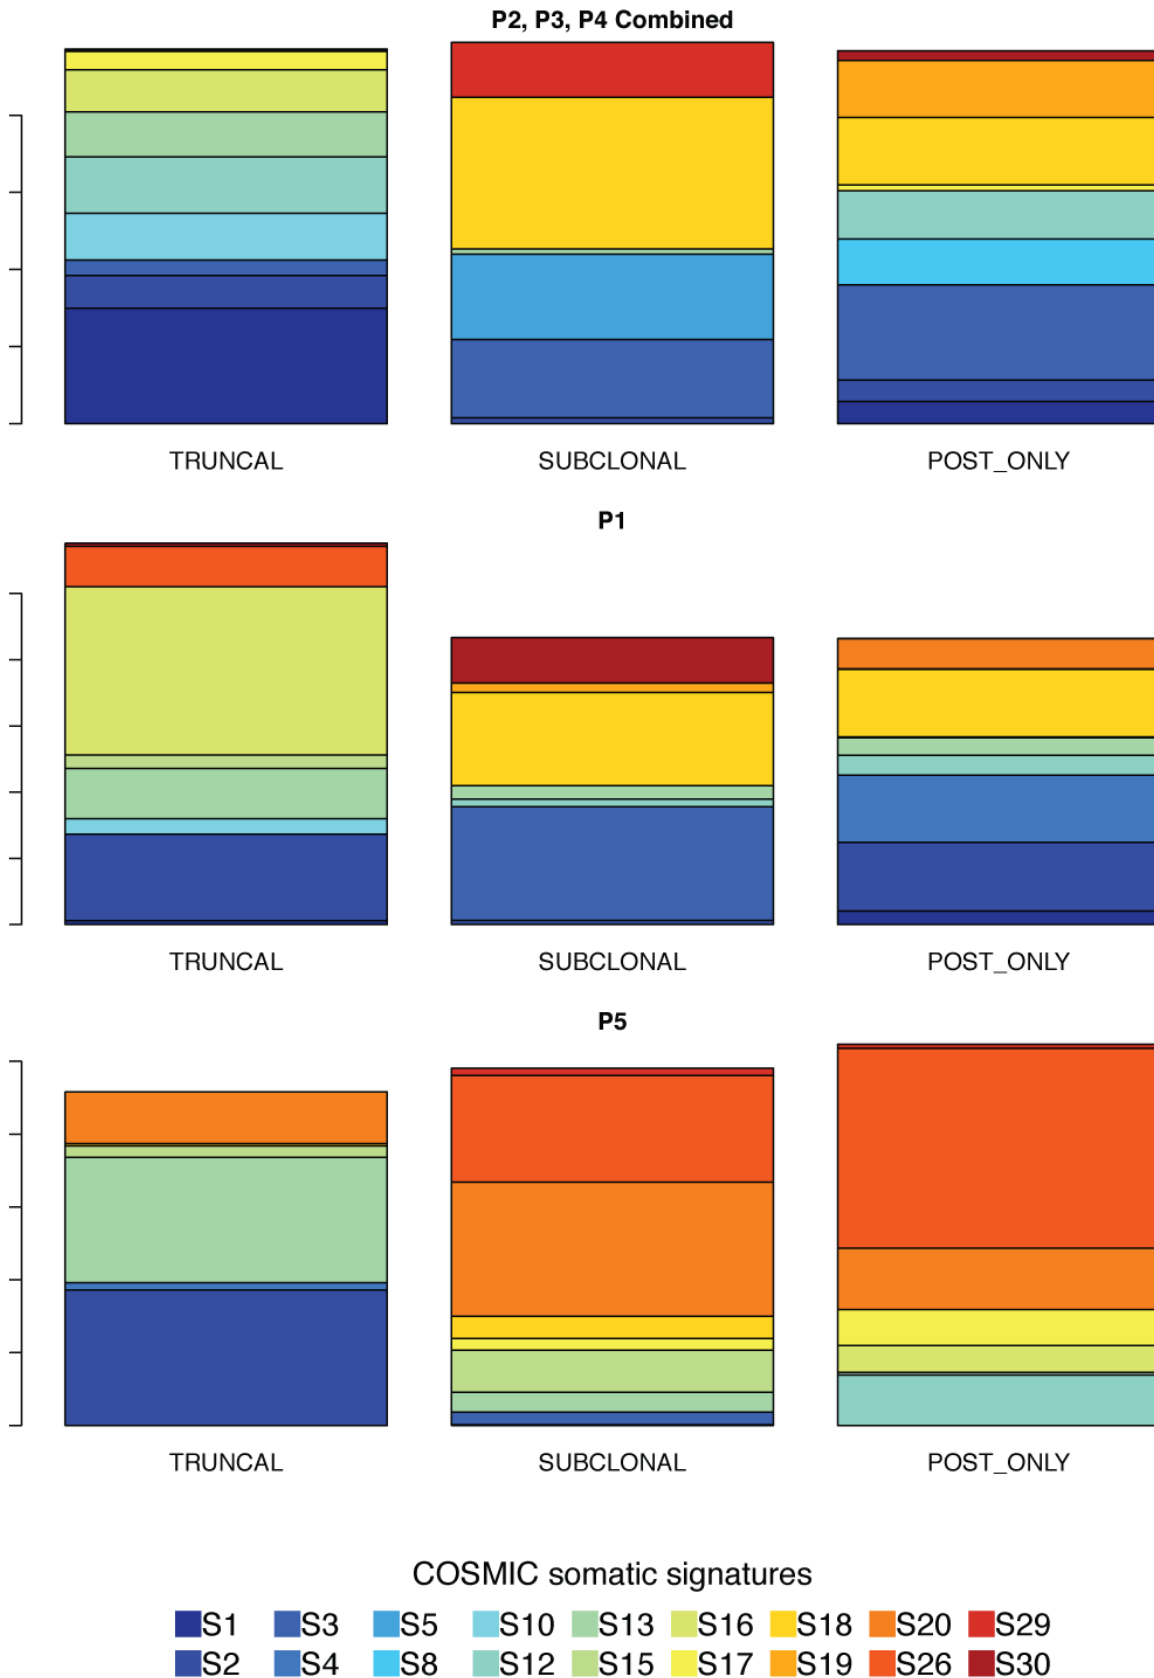 P2, P3, P4 Combined
TRUNCAL SUBCLONAL POST_ONLY
P1
TRUNCAL SUBCLONAL POST_ONLY
P5
TRUNCAL SUBCLONAL POST_ONLY
COSMIC somatic signatures
S1 S3 S5 S10 S13 S16 S18 S20 S29
S2 S4 S8 S12 S15 S17 S19 S26 S30